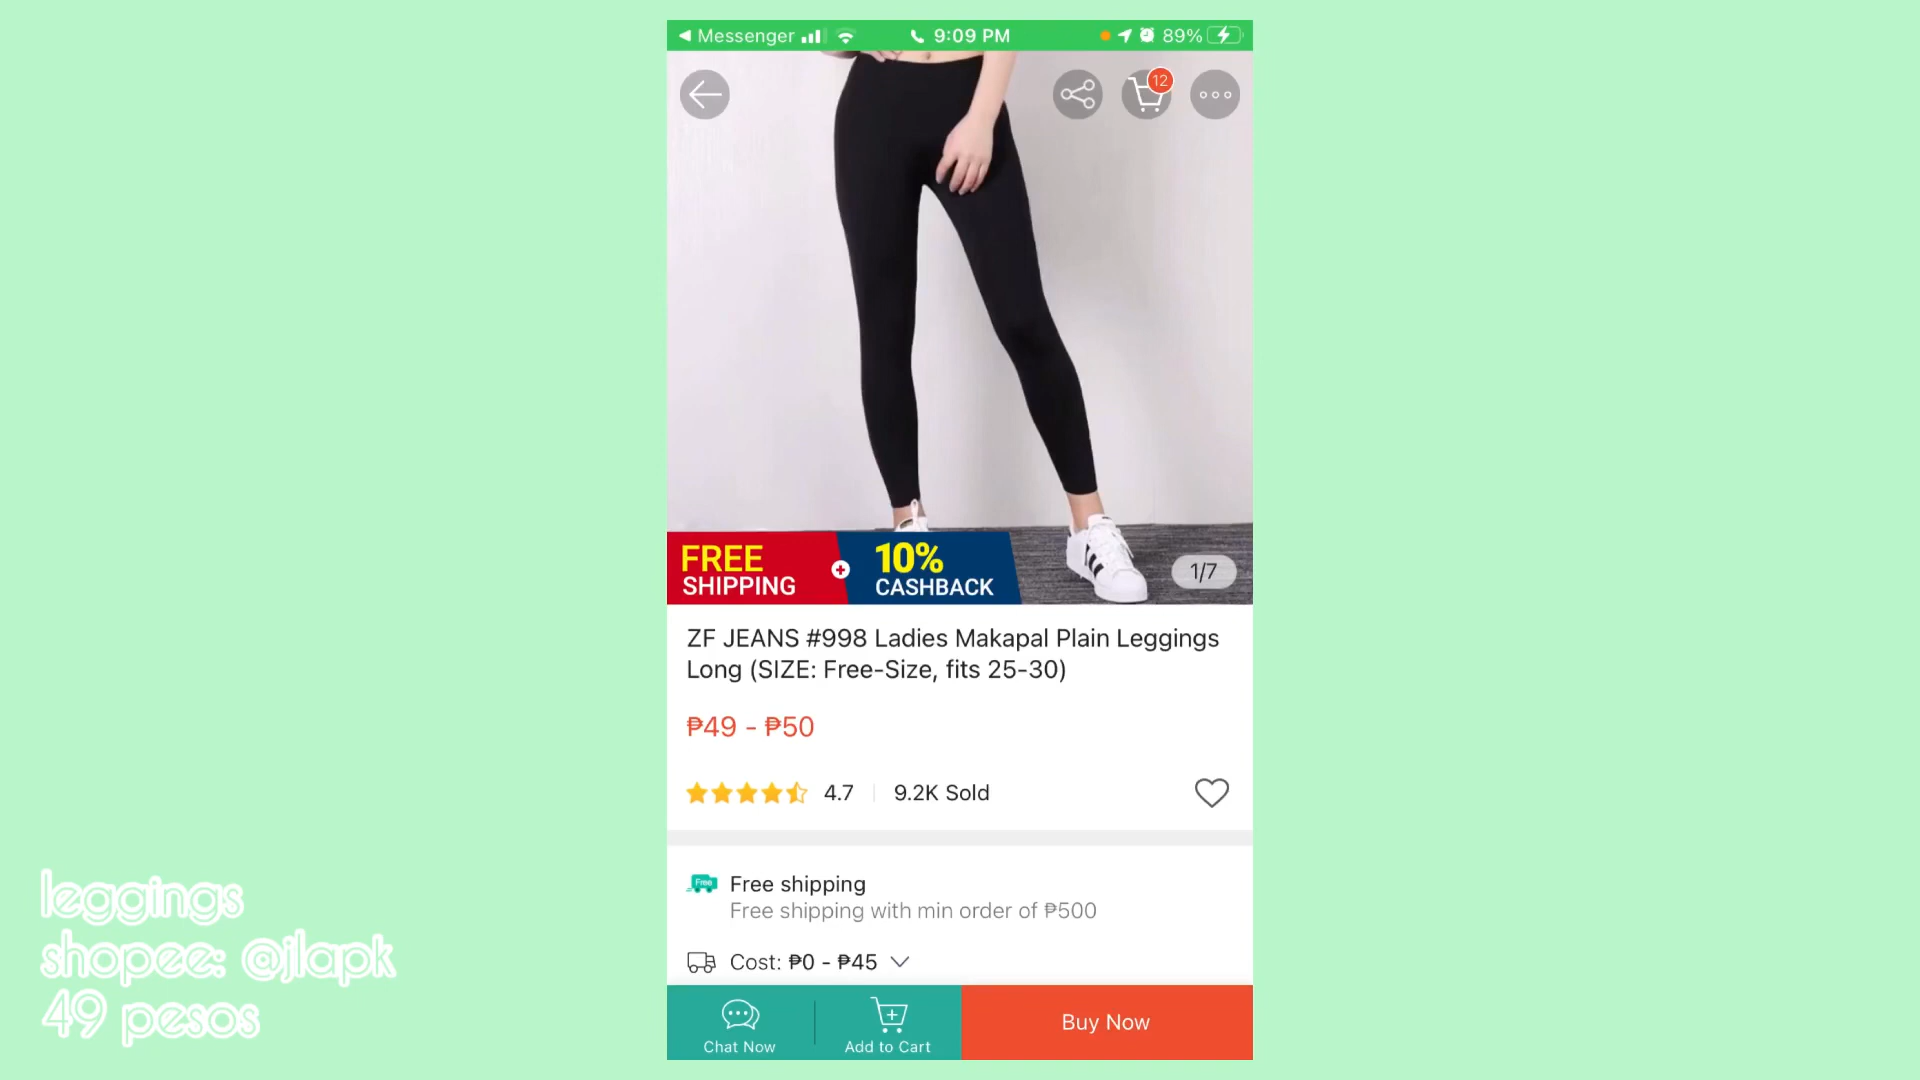 Messenger 9:09 PM 89%
12
FREE SHIPPING
10% CASHBACK
1/7
ZF JEANS #998 Ladies Makapal Plain Leggings
Long (SIZE: Free-Size, fits 25-30)
₱49 - ₱50
4.7 9.2K Sold
Free Free shipping
Free shipping with min order of ₱500
Cost: ₱0 - ₱45
Chat Now Add to Cart Buy Now
leggings
shopee: @jlapk
49 pesos